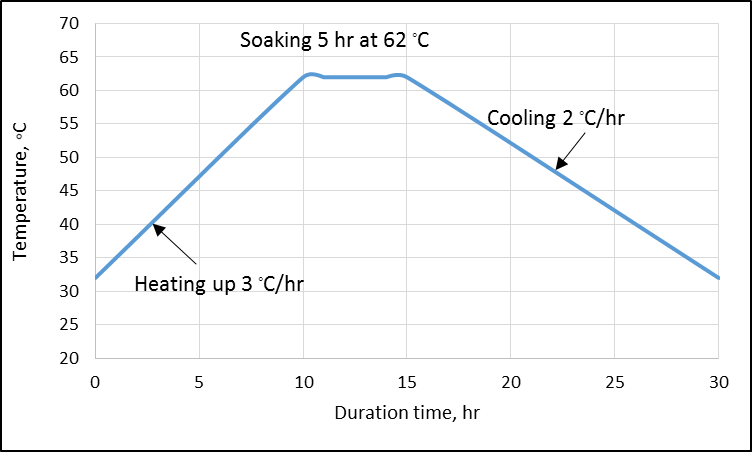 Soaking 5 hr at 62 °C
Cooling 2 °C/hr
Heating up 3 °C/hr
Temperature, °C
70
65
60
55
50
45
40
35
30
25
20
0 5 10 15 20 25 30
Duration time, hr